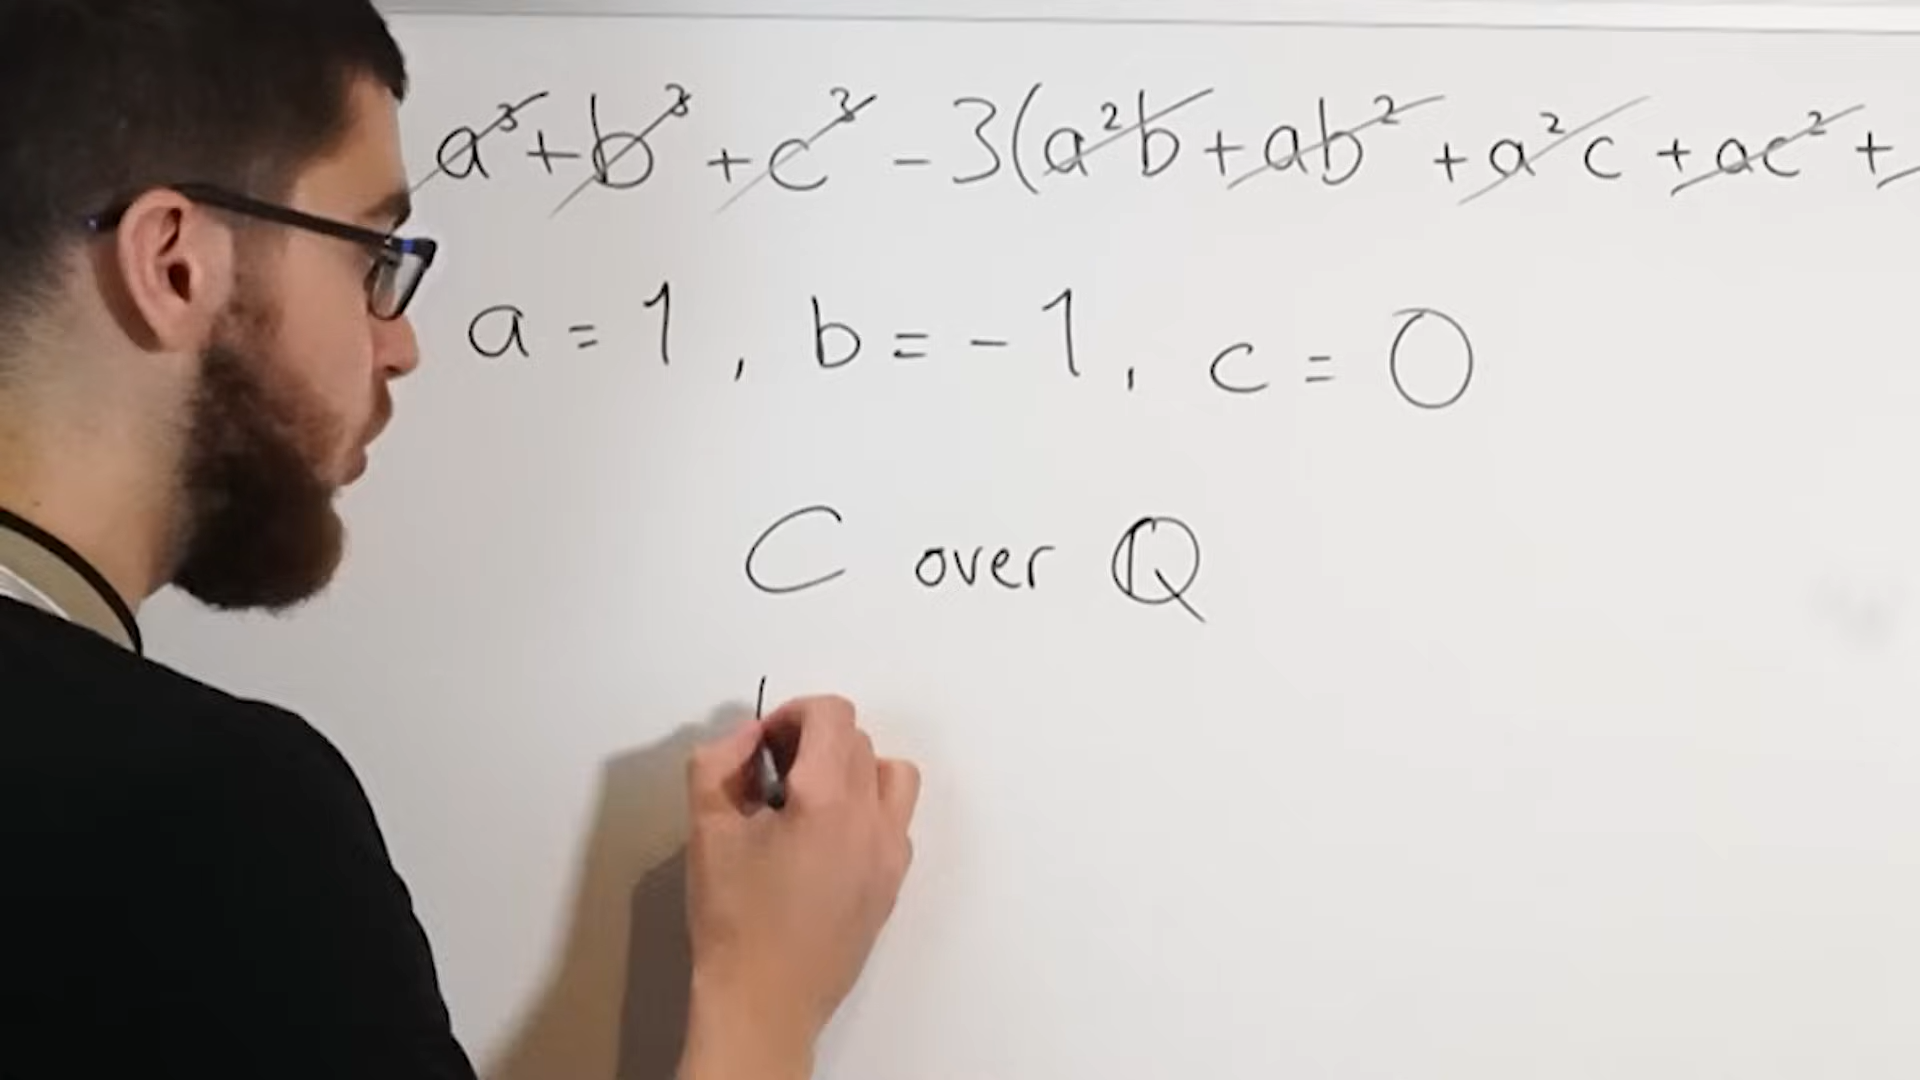 a³ + b³ + c³ - 3(a²b + ab² + a²c + ac² +
a = 1 , b = - 1 , c = 0
C over ℚ